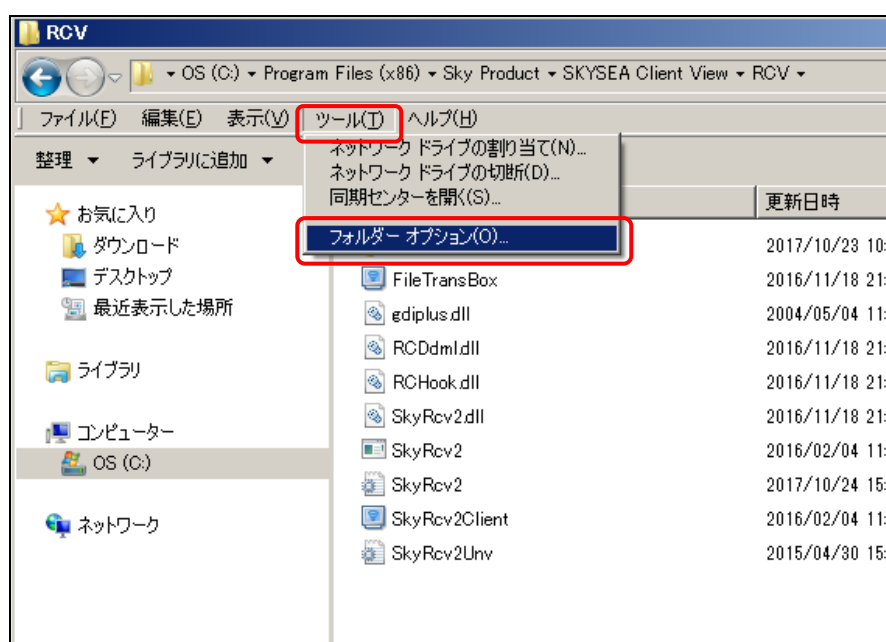 RCV
OS (C:) Program Files (x86) Sky Product SKYSEA Client View RCV
ファイル(F) 編集(E) 表示(V) ツール(T) ヘルプ(H)
整理 ライブラリに追加
ネットワーク ドライブの割り当て(N)...
ネットワーク ドライブの切断(D)...
同期センターを開く(S)...
フォルダー オプション(O)...
更新日時
お気に入り
ダウンロード
デスクトップ
最近表示した場所
ライブラリ
コンピューター
OS (C:)
ネットワーク
2017/10/23 10:
FileTransBox 2016/11/18 21:
gdiplus.dll 2004/05/04 11:
RCDdml.dll 2016/11/18 21:
RCHook.dll 2016/11/18 21:
SkyRcv2.dll 2016/11/18 21:
SkyRcv2 2016/02/04 11:
SkyRcv2 2017/10/24 15:
SkyRcv2Client 2016/02/04 11:
SkyRcv2Unv 2015/04/30 15: